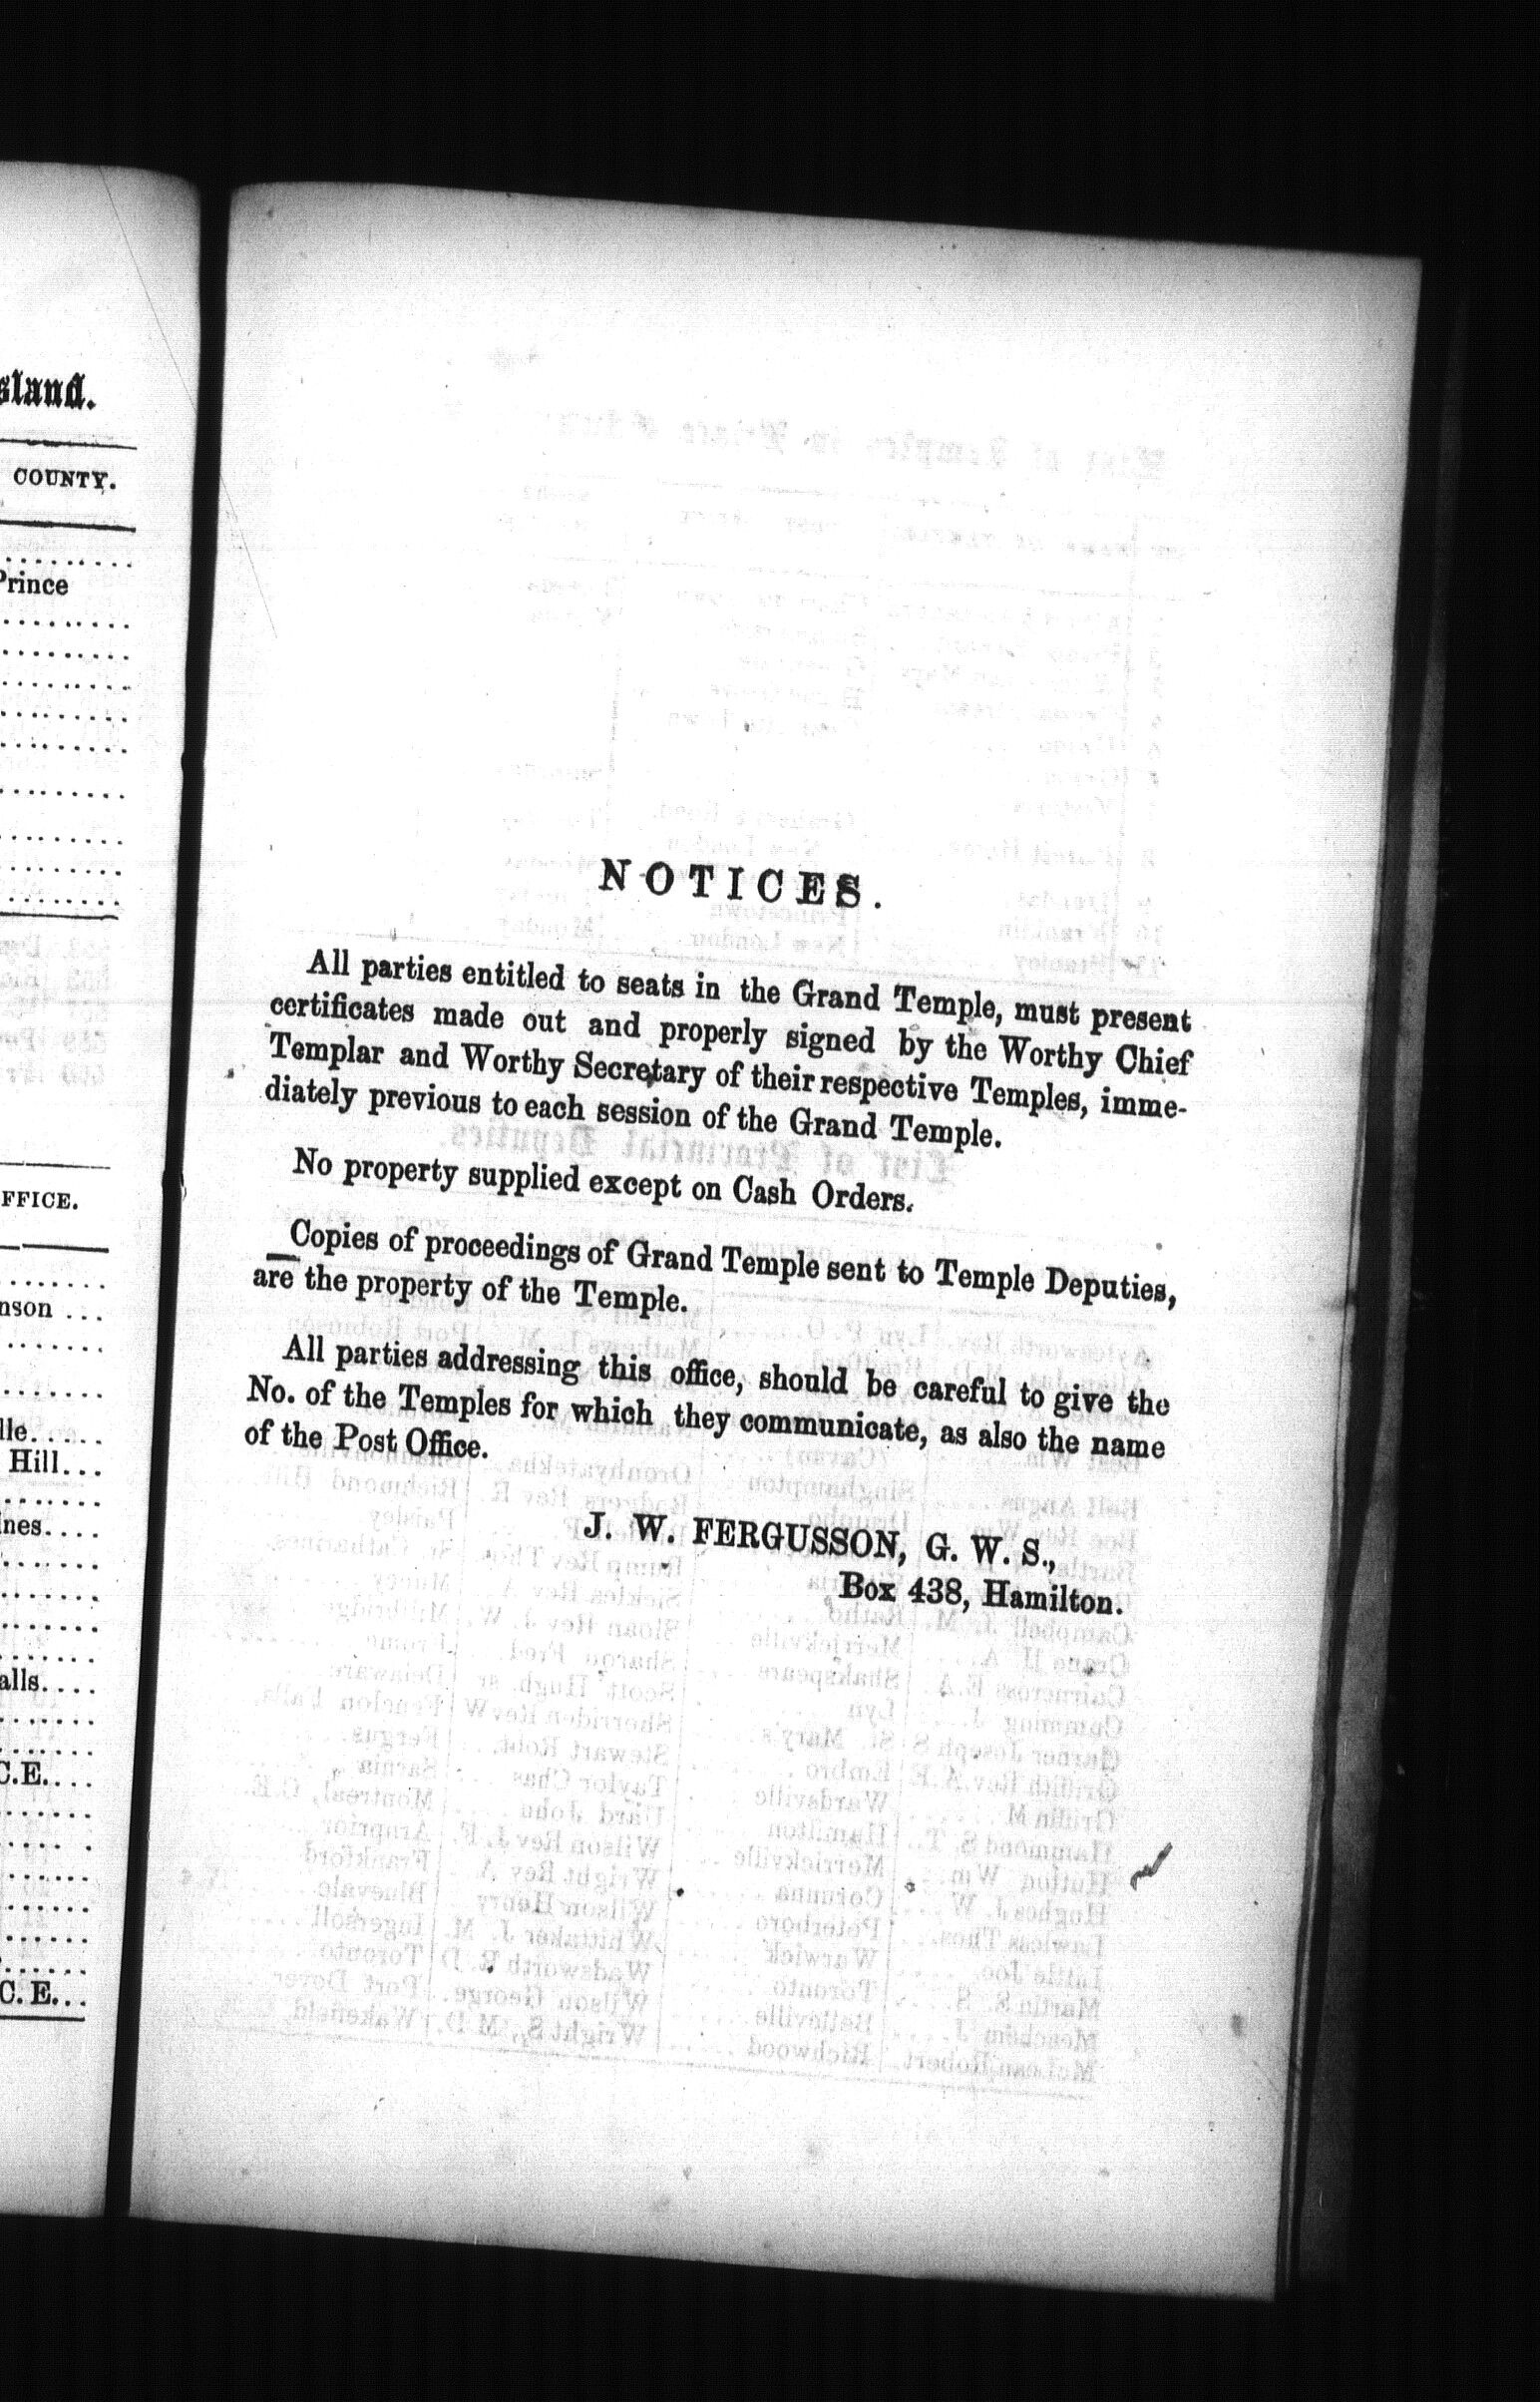 sland.
COUNTY.
Prince
FFICE.
nson ...
lle.....
Hill...
ines....
alls....
C.E....
C. E...
NOTICES.
All parties entitled to seats in the Grand Temple, must present
certificates made out and properly signed by the Worthy Chief
Templar and Worthy Secretary of their respective Temples, imme-
diately previous to each session of the Grand Temple.
No property supplied except on Cash Orders.
Copies of proceedings of Grand Temple sent to Temple Deputies,
are the property of the Temple.
All parties addressing this office, should be careful to give the
No. of the Temples for which they communicate, as also the name
of the Post Office.
J. W. FERGUSSON, G. W. S.,
Box 438, Hamilton.